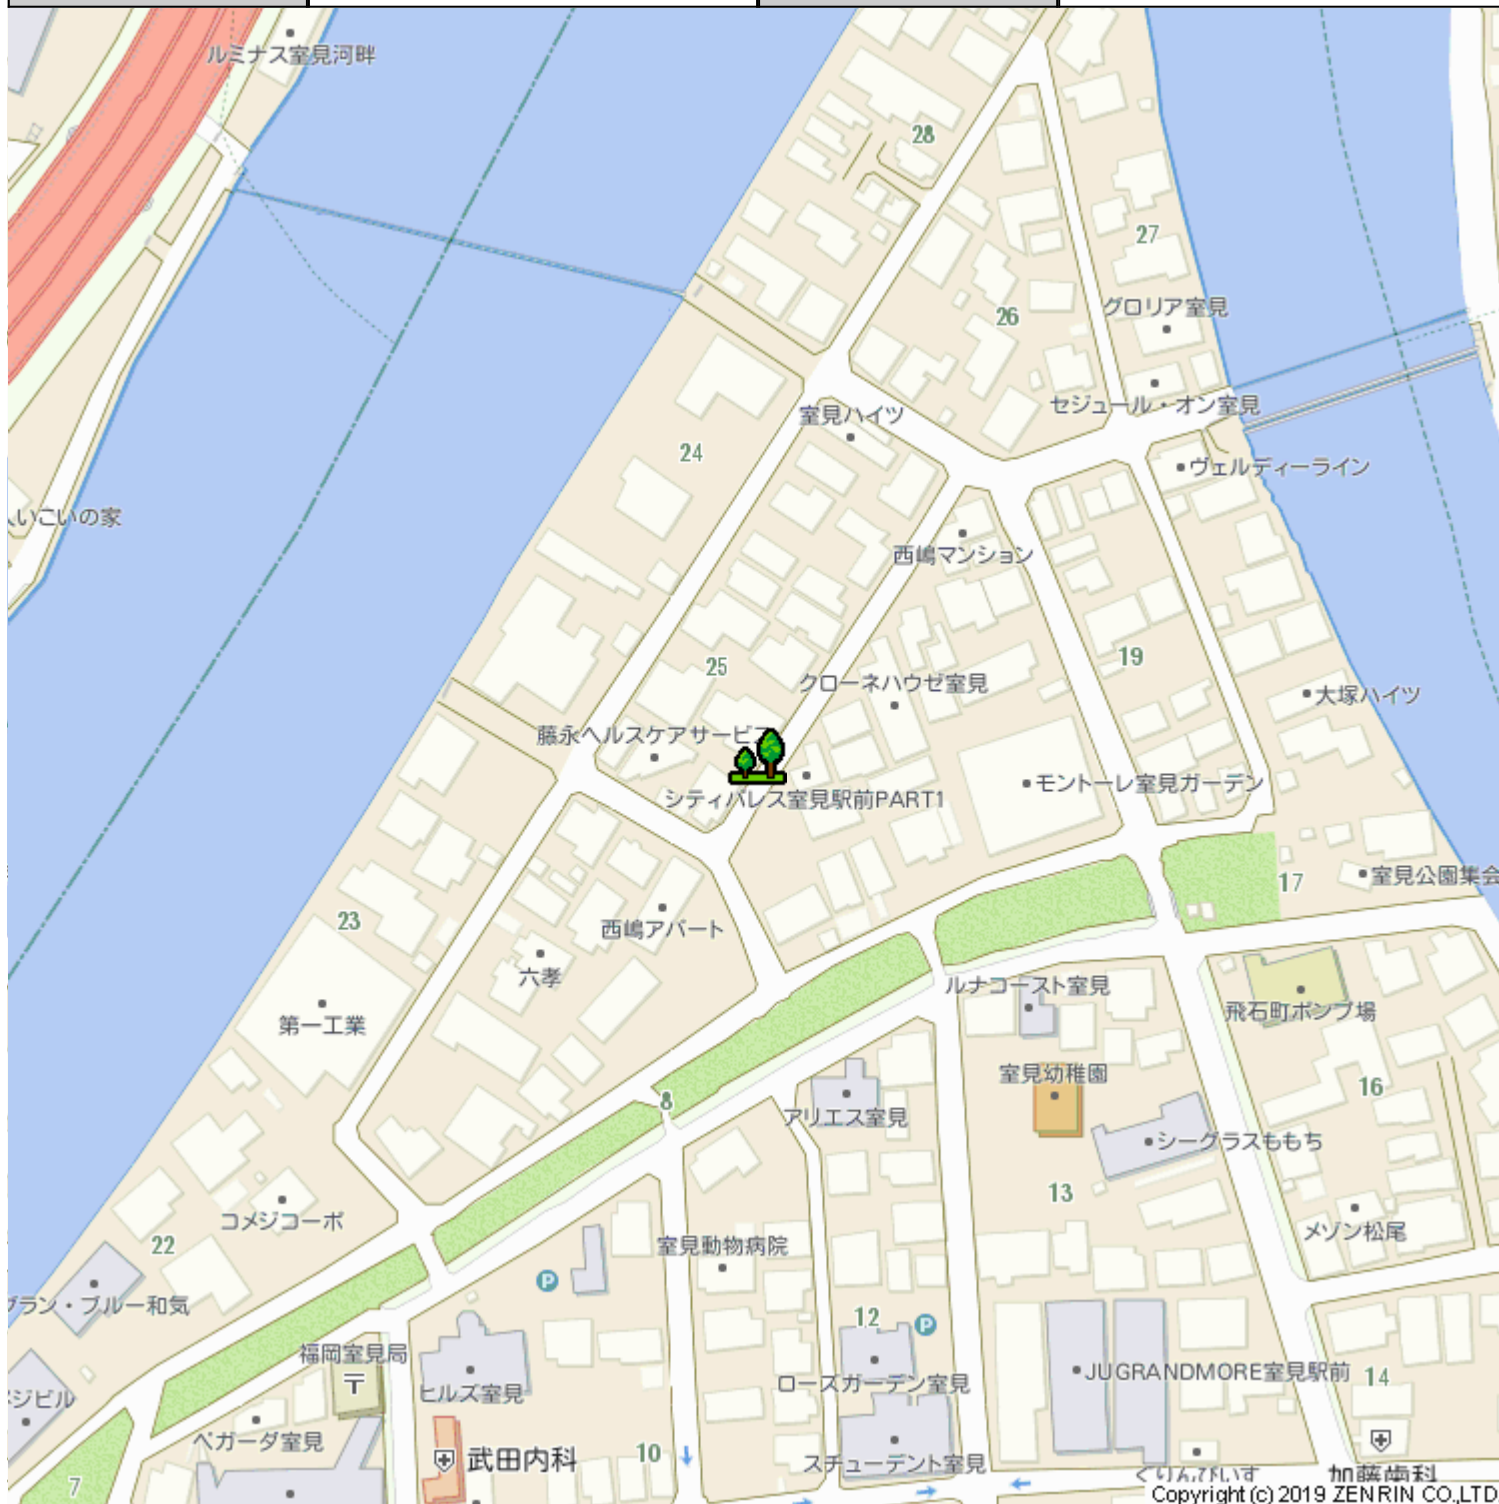 ルミナス室見河畔
28
27
グロリア室見
26
セジュール・オン室見
室見ハイツ
24
ヴェルディーライン
いこいの家
西嶋マンション
19
25
クローネハウゼ室見
大塚ハイツ
藤永ヘルスケアサービス
モントーレ室見ガーデン
シティパレス室見駅前PART1
17
室見公園集会
23
西嶋アパート
六孝
ルナコースト室見
飛石町ポンプ場
第一工業
室見幼稚園
16
8
アリエス室見
シーグラスももち
13
コメジコーポ
メゾン松尾
22
室見動物病院
P
グラン・ブルー和気
12
P
福岡室見局
〒
JUGRANDMORE室見駅前
14
ローズガーデン室見
ヒルズ室見
ジビル
ペガーダ室見
10
武田内科
スチューデント室見
7
加藤歯科
Copyright (c) 2019 ZENRIN CO.,LTD